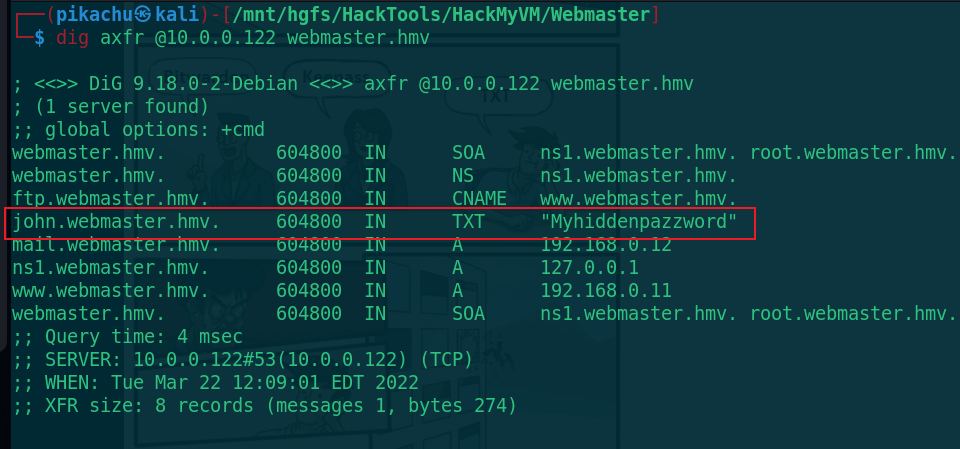 ┌──(pikachu㉿kali)-[/mnt/hgfs/HackTools/HackMyVM/Webmaster]
└─$ dig axfr @10.0.0.122 webmaster.hmv
; <<>> DiG 9.18.0-2-Debian <<>> axfr @10.0.0.122 webmaster.hmv
; (1 server found)
;; global options: +cmd
webmaster.hmv. 604800 IN SOA ns1.webmaster.hmv. root.webmaster.hmv.
webmaster.hmv. 604800 IN NS ns1.webmaster.hmv.
ftp.webmaster.hmv. 604800 IN CNAME www.webmaster.hmv.
john.webmaster.hmv. 604800 IN TXT "Myhiddenpazzword"
mail.webmaster.hmv. 604800 IN A 192.168.0.12
ns1.webmaster.hmv. 604800 IN A 127.0.0.1
www.webmaster.hmv. 604800 IN A 192.168.0.11
webmaster.hmv. 604800 IN SOA ns1.webmaster.hmv. root.webmaster.hmv.
;; Query time: 4 msec
;; SERVER: 10.0.0.122#53(10.0.0.122) (TCP)
;; WHEN: Tue Mar 22 12:09:01 EDT 2022
;; XFR size: 8 records (messages 1, bytes 274)
TXT